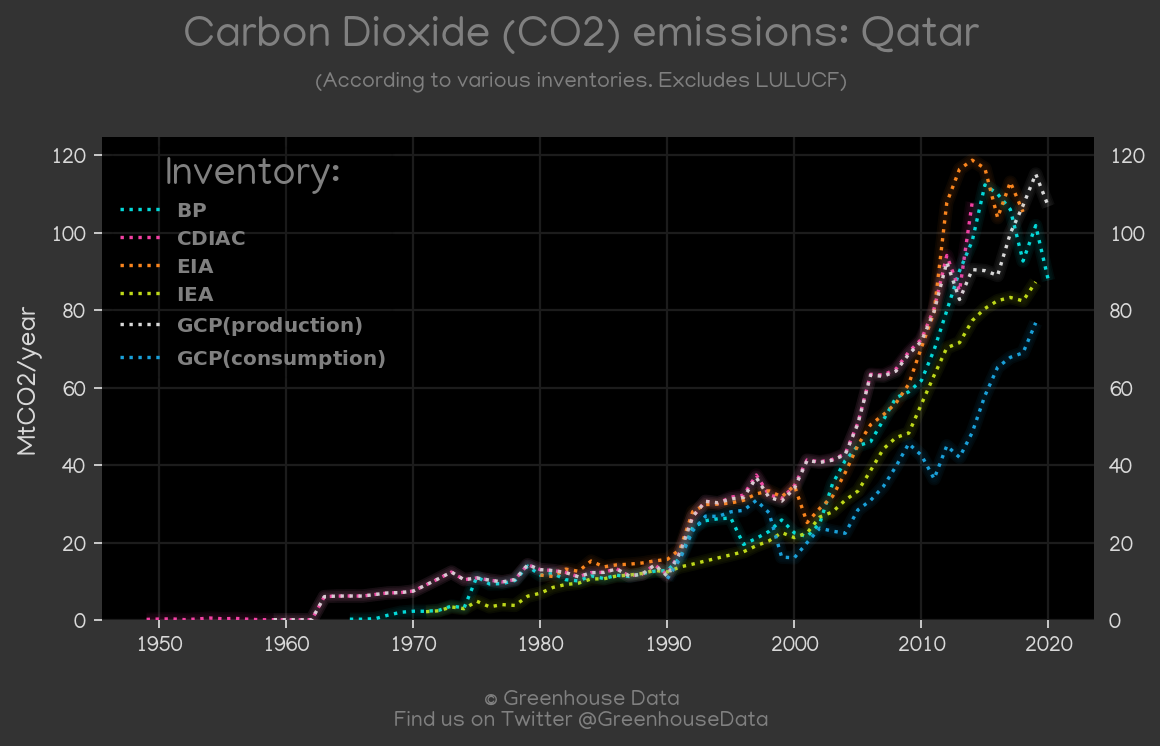 Carbon Dioxide (CO2) emissions: Qatar
(According to various inventories. Excludes LULUCF)
Inventory:
BP
CDIAC
EIA
IEA
GCP(production)
GCP(consumption)
MtCO2/year
120
100
80
60
40
20
0
120
100
80
60
40
20
0
1950
1960
1970
1980
1990
2000
2010
2020
© Greenhouse Data
Find us on Twitter @GreenhouseData